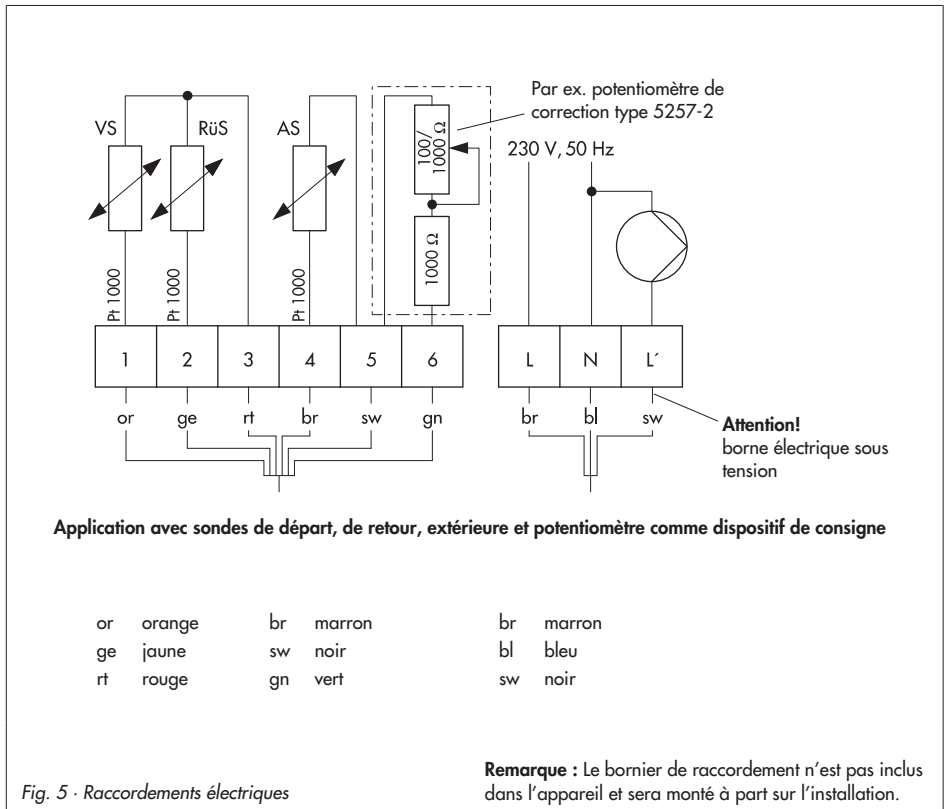 Par ex. potentiomètre de
correction type 5257-2
VS
RüS
AS
100/
1000 Ω
230 V, 50 Hz
1000 Ω
Pt 1000
Pt 1000
Pt 1000
1 2 3 4 5 6 L N L´
or ge rt br sw gn br bl sw
Attention!
borne électrique sous
tension
Application avec sondes de départ, de retour, extérieure et potentiomètre comme dispositif de consigne
or orange br marron br marron
ge jaune sw noir bl bleu
rt rouge gn vert sw noir
Remarque : Le bornier de raccordement n'est pas inclus
dans l'appareil et sera monté à part sur l'installation.
Fig. 5 · Raccordements électriques